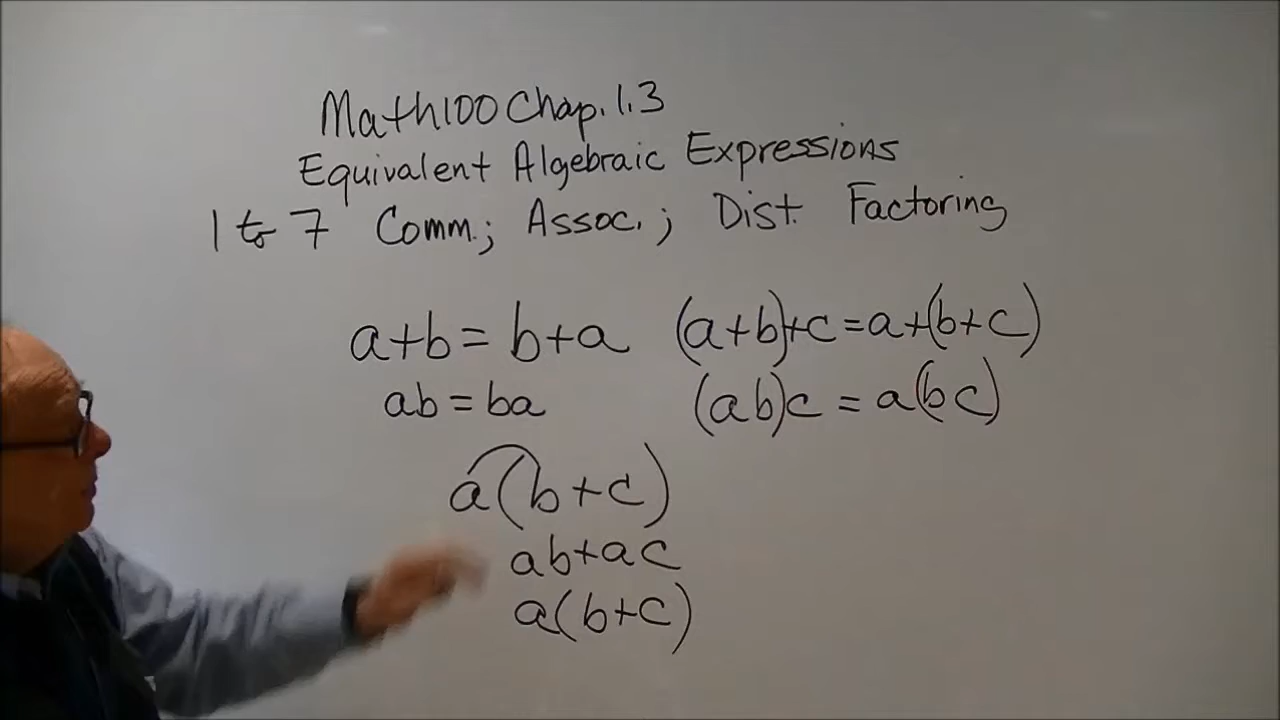 Math100 Chap. 1.3
Equivalent Algebraic Expressions
1 to 7 Comm.; Assoc.; Dist. Factoring
a+b=b+a (a+b)+c=a+(b+c)
ab=ba (ab)c=a(bc)
a(b+c)
ab+ac
a(b+c)